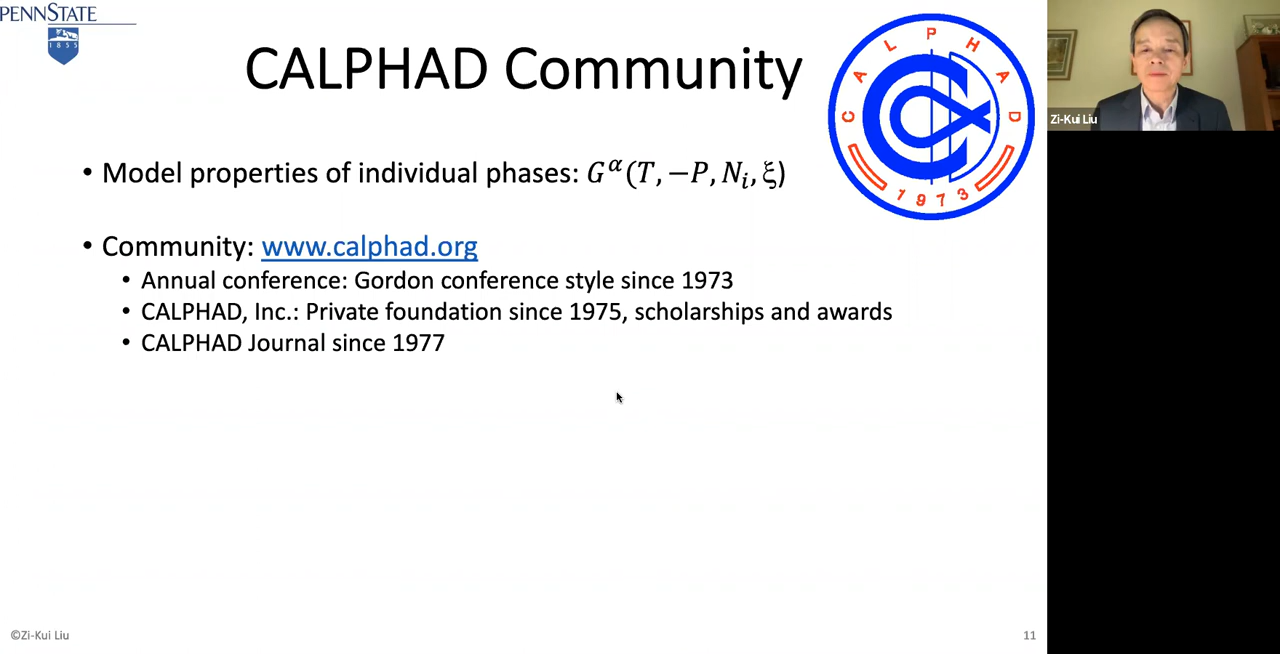 PENNSTATE
1855
CALPHAD Community
CALPHAD
1973
Zi-Kui Liu
• Model properties of individual phases: G^α(T, −P, N_i, ξ)
• Community: www.calphad.org
• Annual conference: Gordon conference style since 1973
• CALPHAD, Inc.: Private foundation since 1975, scholarships and awards
• CALPHAD Journal since 1977
©Zi-Kui Liu
11